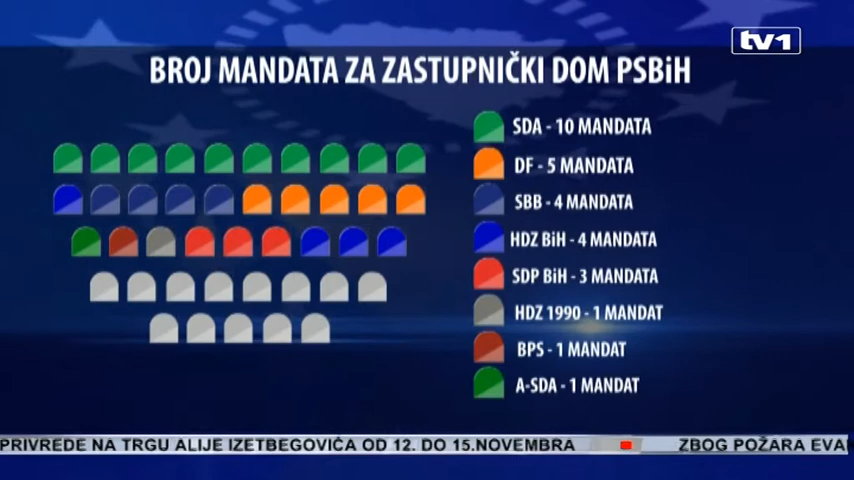 tv1
BROJ MANDATA ZA ZASTUPNIČKI DOM PSBiH
SDA - 10 MANDATA
DF - 5 MANDATA
SBB - 4 MANDATA
HDZ BiH - 4 MANDATA
SDP BiH - 3 MANDATA
HDZ 1990 - 1 MANDAT
BPS - 1 MANDAT
A-SDA - 1 MANDAT
PRIVREDE NA TRGU ALIJE IZETBEGOVIĆA OD 12. DO 15.NOVEMBRA ZBOG POŽARA EVA